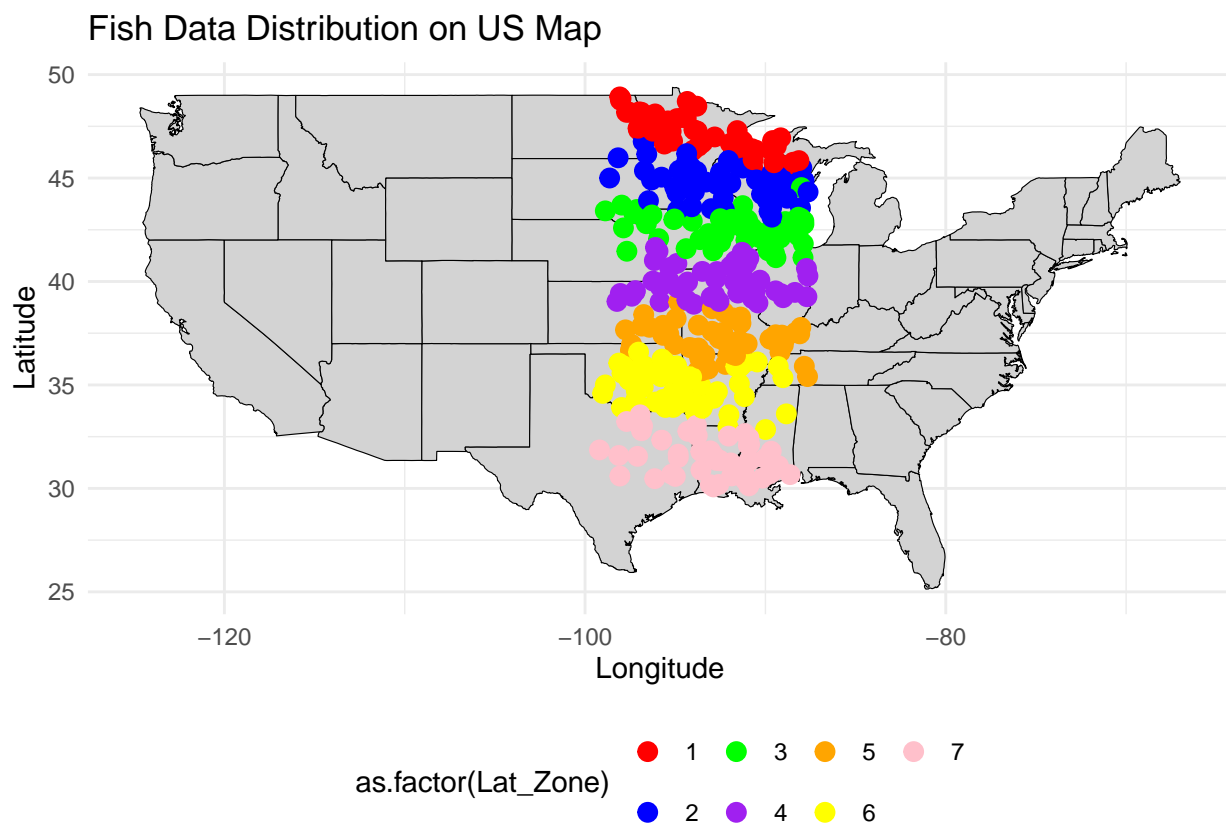 Fish Data Distribution on US Map
50
45
40
35
30
25
Latitude
−120 −100 −80
Longitude
as.factor(Lat_Zone)
1 3 5 7
2 4 6